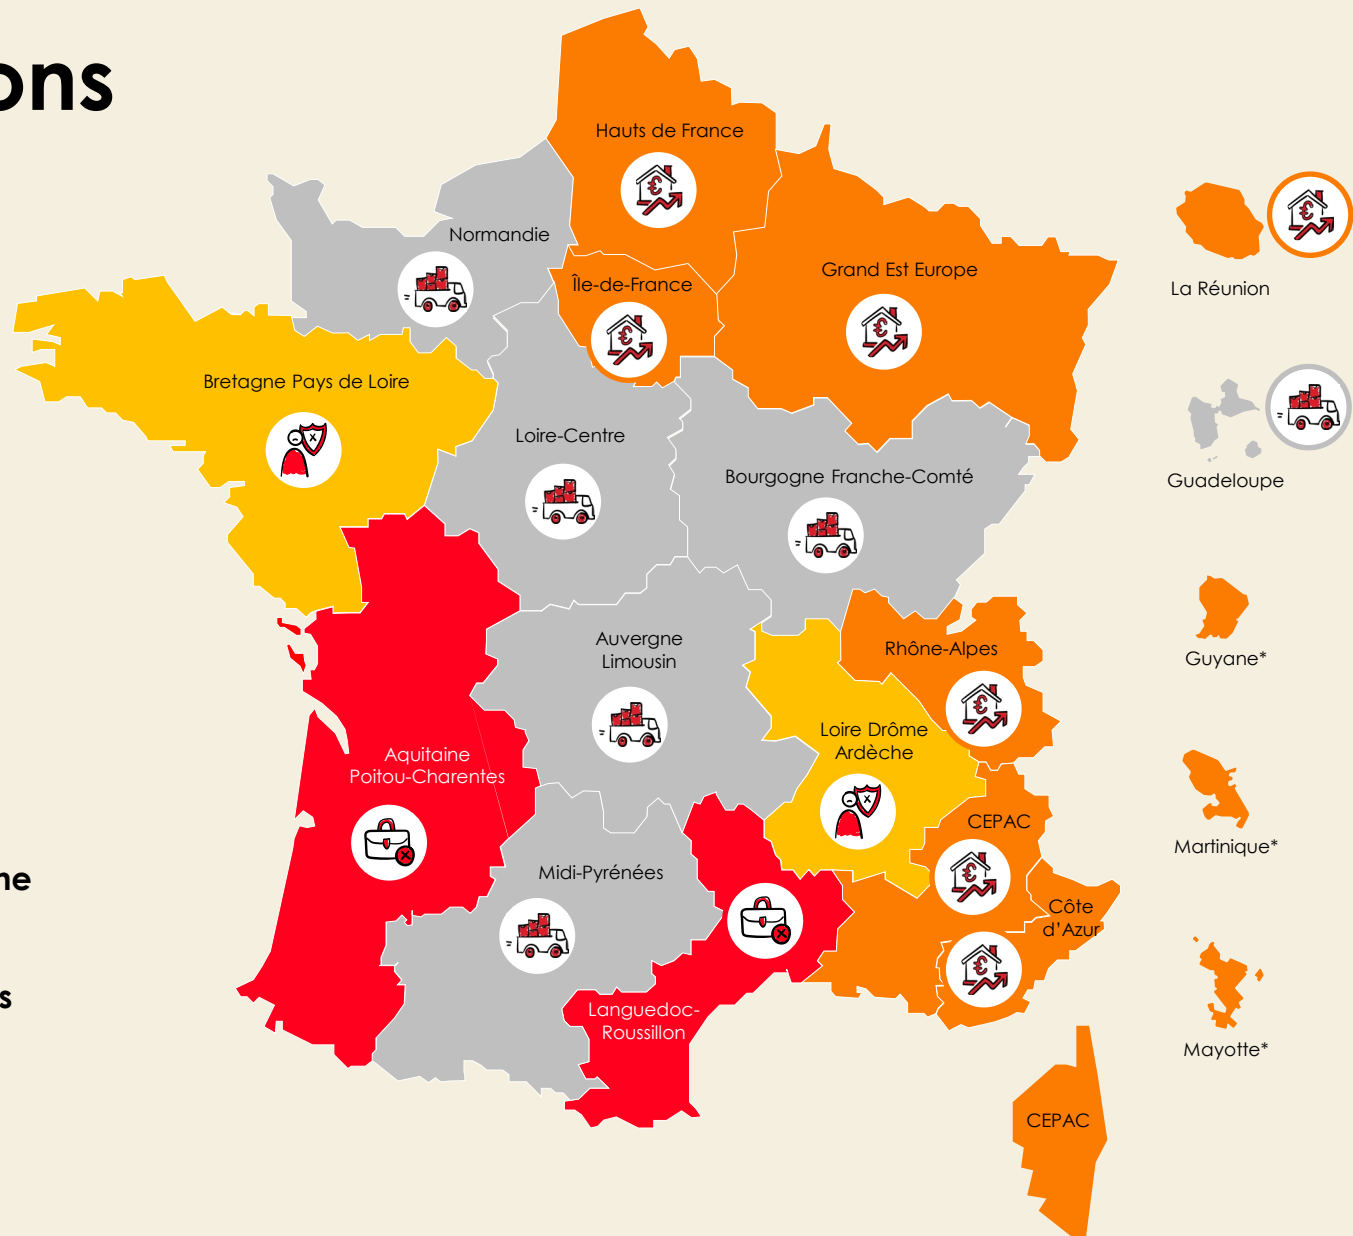 ons
Hauts de France
Normandie
Île-de-France
Grand Est Europe
La Réunion
Bretagne Pays de Loire
Loire-Centre
Bourgogne Franche-Comté
Guadeloupe
Auvergne
Limousin
Rhône-Alpes
Guyane*
Loire Drôme
Ardèche
Aquitaine
Poitou-Charentes
CEPAC
Martinique*
Midi-Pyrénées
ne
Côte
d'Azur
s
Languedoc-
Roussillon
Mayotte*
CEPAC